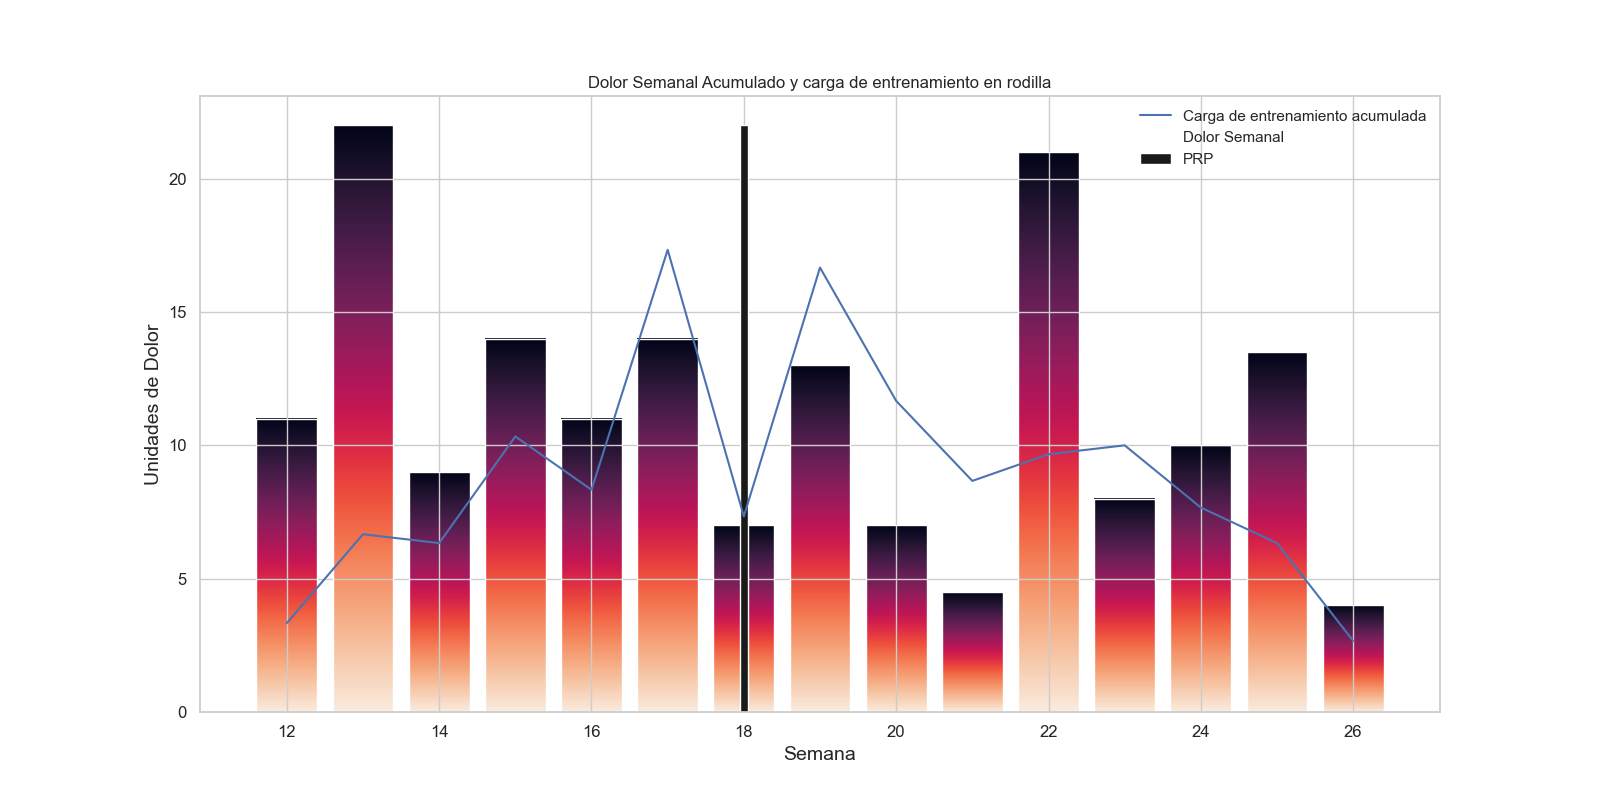 Dolor Semanal Acumulado y carga de entrenamiento en rodilla
Carga de entrenamiento acumulada
Dolor Semanal
PRP
Unidades de Dolor
20
15
10
5
0
12 14 16 18 20 22 24 26
Semana